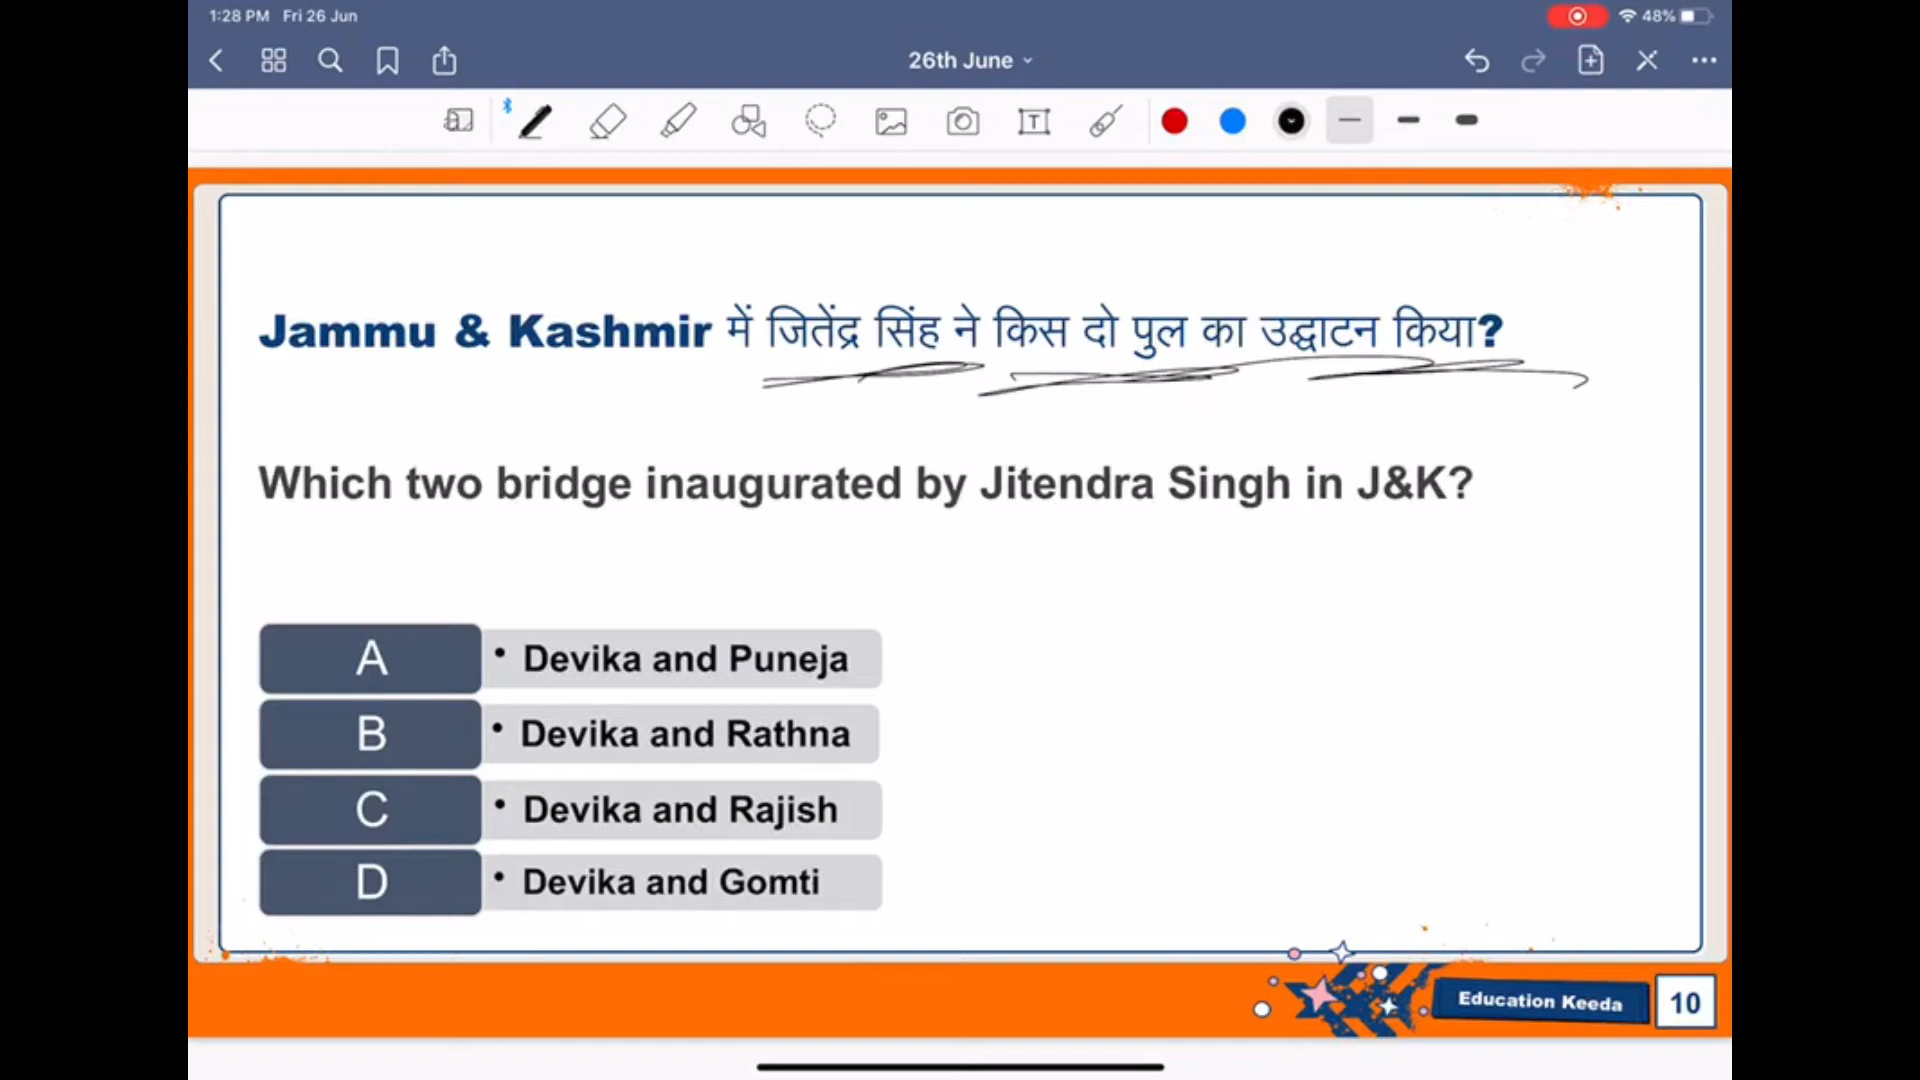 1:28 PM Fri 26 Jun
48%
26th June
T
Jammu & Kashmir में जितेंद्र सिंह ने किस दो पुल का उद्घाटन किया?
Which two bridge inaugurated by Jitendra Singh in J&K?
A • Devika and Puneja
B • Devika and Rathna
C • Devika and Rajish
D • Devika and Gomti
Education Keeda 10